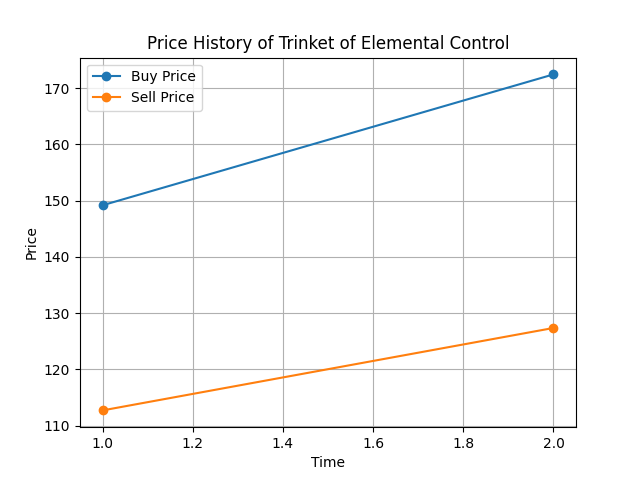 Price History of Trinket of Elemental Control
Buy Price
Sell Price
170
160
150
140
130
120
110
Price
1.0 1.2 1.4 1.6 1.8 2.0
Time